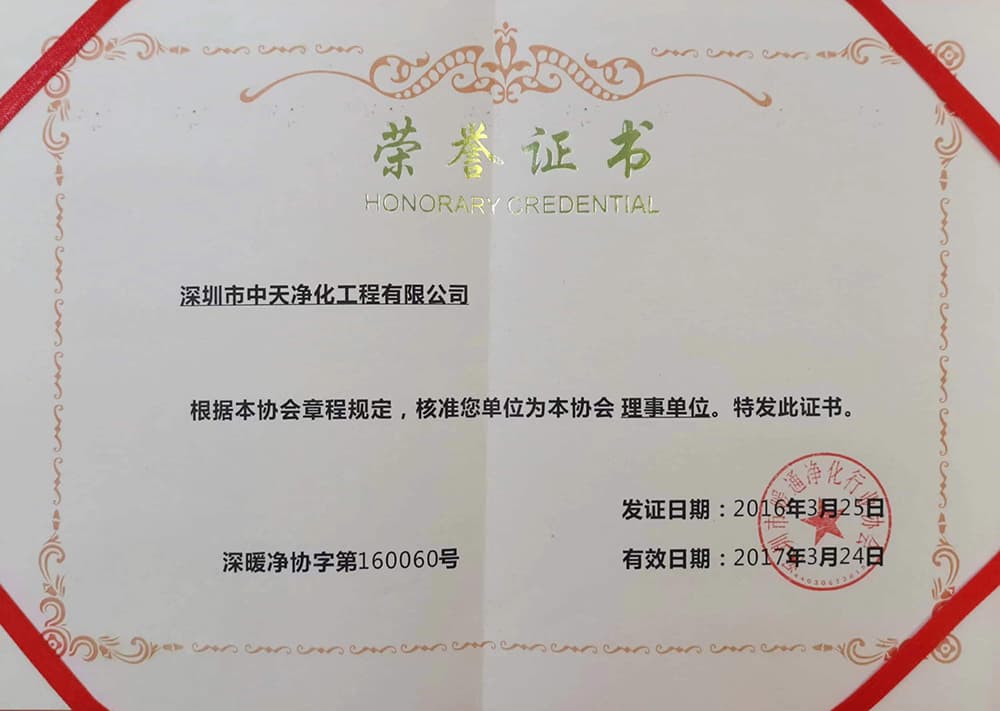 荣誉证书
HONORARY CREDENTIAL
深圳市中天净化工程有限公司
根据本协会章程规定，核准您单位为本协会 理事单位。特发此证书。
发证日期：2016年3月25日
深暖净协字第160060号
有效日期：2017年3月24日